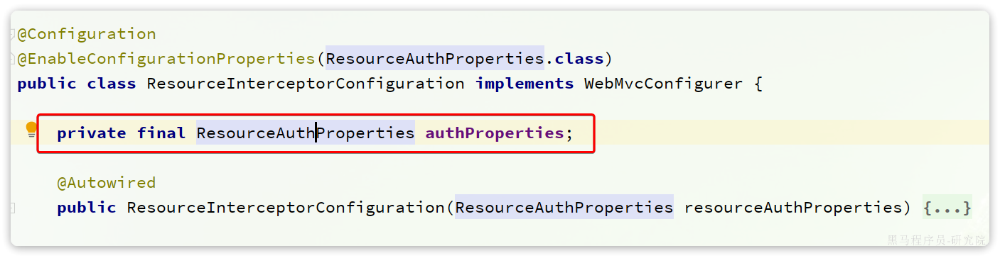 @Configuration
@EnableConfigurationProperties(ResourceAuthProperties.class)
public class ResourceInterceptorConfiguration implements WebMvcConfigurer {
private final ResourceAuthProperties authProperties;
@Autowired
public ResourceInterceptorConfiguration(ResourceAuthProperties resourceAuthProperties) {...}
黑马程序员-研究院